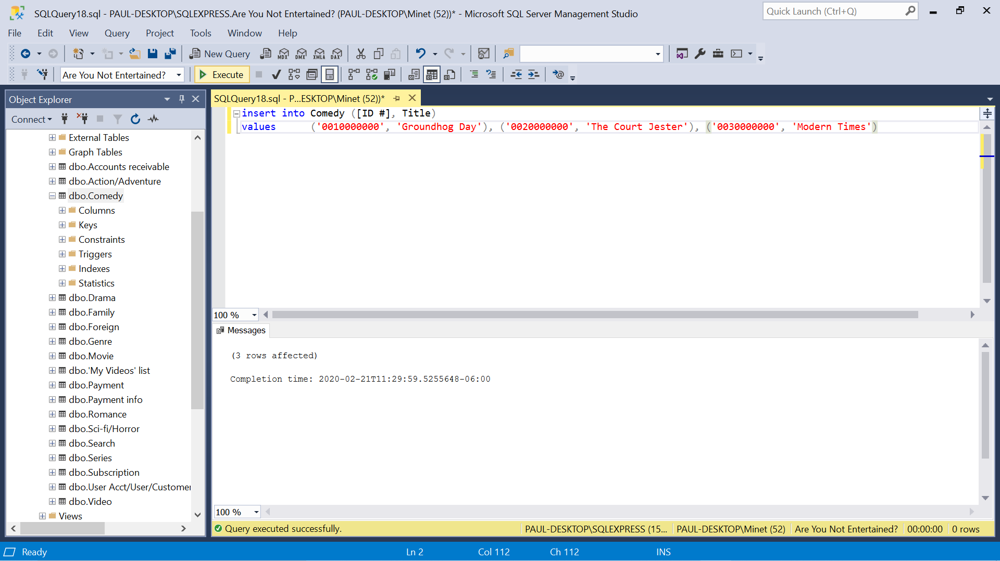 SQLQuery18.sql - PAUL-DESKTOP\SQLEXPRESS.Are You Not Entertained? (PAUL-DESKTOP\Minet (52))* - Microsoft SQL Server Management Studio
Quick Launch (Ctrl+Q)
File Edit View Query Project Tools Window Help
New Query MDX DMX XMLA DAX
Are You Not Entertained? Execute
Object Explorer
Connect
External Tables
Graph Tables
dbo.Accounts receivable
dbo.Action/Adventure
dbo.Comedy
Columns
Keys
Constraints
Triggers
Indexes
Statistics
dbo.Drama
dbo.Family
dbo.Foreign
dbo.Genre
dbo.Movie
dbo.'My Videos' list
dbo.Payment
dbo.Payment info
dbo.Romance
dbo.Sci-fi/Horror
dbo.Search
dbo.Series
dbo.Subscription
dbo.User Acct/User/Customer
dbo.Video
Views
SQLQuery18.sql - P...ESKTOP\Minet (52))*
insert into Comedy ([ID #], Title)
values ('0010000000', 'Groundhog Day'), ('0020000000', 'The Court Jester'), ('0030000000', 'Modern Times')
100 %
Messages
(3 rows affected)
Completion time: 2020-02-21T11:29:59.5255648-06:00
100 %
Query executed successfully. PAUL-DESKTOP\SQLEXPRESS (15... PAUL-DESKTOP\Minet (52) Are You Not Entertained? 00:00:00 0 rows
Ready Ln 2 Col 112 Ch 112 INS